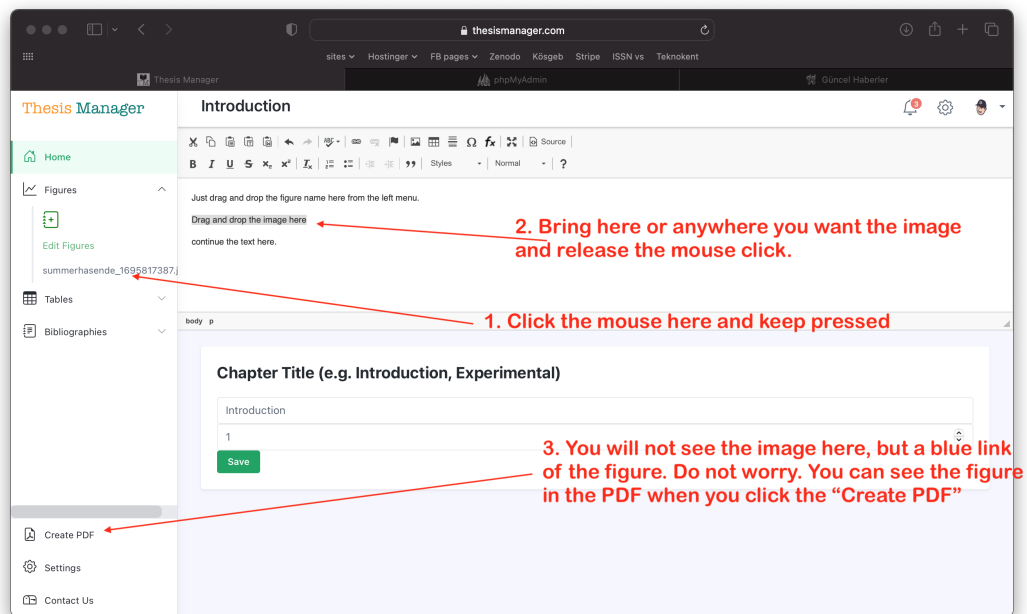 thesismanager.com
sites Hostinger FB pages Zenodo Kösgeb Stripe ISSN vs Teknokent
Thesis Manager
phpMyAdmin
Güncel Haberler
Thesis Manager
Introduction
3
Source
B I U S x₂ x² Ix Styles Normal ?
Home
Figures
Edit Figures
summerhasende_1695817387.j
Tables
Bibliographies
Just drag and drop the figure name here from the left menu.
Drag and drop the image here
continue the text here.
2. Bring here or anywhere you want the image
and release the mouse click.
1. Click the mouse here and keep pressed
body p
Chapter Title (e.g. Introduction, Experimental)
Introduction
1
Save
3. You will not see the image here, but a blue link
of the figure. Do not worry. You can see the figure
in the PDF when you click the “Create PDF”
Create PDF
Settings
Contact Us